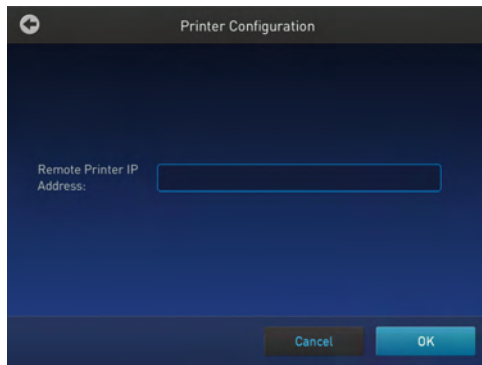 Printer Configuration
Remote Printer IP
Address:
Cancel
OK